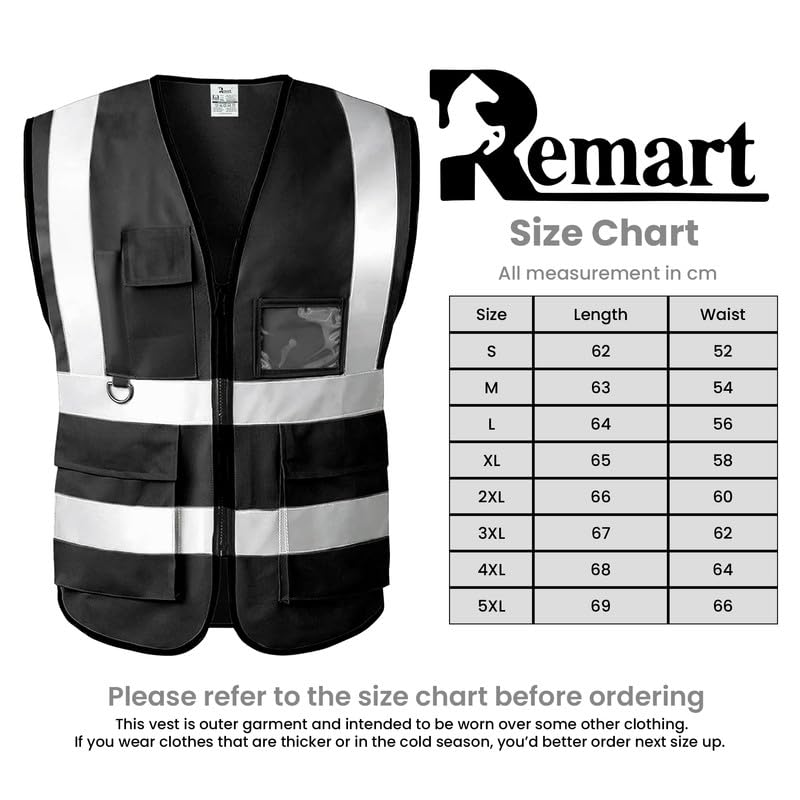 Remart
Size Chart
All measurement in cm
Size Length Waist
S 62 52
M 63 54
L 64 56
XL 65 58
2XL 66 60
3XL 67 62
4XL 68 64
5XL 69 66
Please refer to the size chart before ordering
This vest is outer garment and intended to be worn over some other clothing.
If you wear clothes that are thicker or in the cold season, you’d better order next size up.